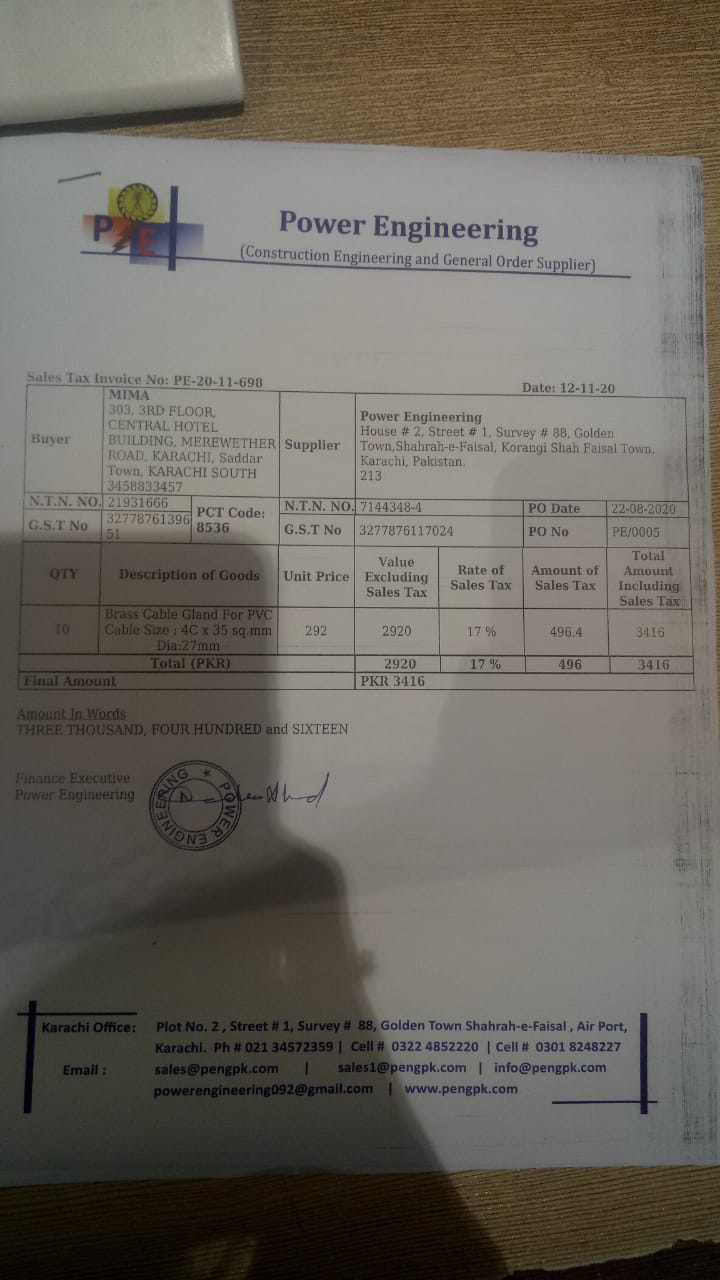 P E
Power Engineering
(Construction Engineering and General Order Supplier)
Sales Tax Invoice No: PE-20-11-698
Date: 12-11-20
Buyer
MIMA
303, 3RD FLOOR,
CENTRAL HOTEL
BUILDING, MEREWETHER
ROAD, KARACHI, Saddar
Town, KARACHI SOUTH
3458833457
Supplier
Power Engineering
House # 2, Street # 1, Survey # 88, Golden
Town,Shahrah-e-Faisal, Korangi Shah Faisal Town,
Karachi, Pakistan.
213
N.T.N. NO. 21931666
PCT Code:
8536
N.T.N. NO. 7144348-4
PO Date 22-08-2020
G.S.T No
32778761396
51
G.S.T No 3277876117024
PO No PE/0005
QTY
Description of Goods
Unit Price
Value
Excluding
Sales Tax
Rate of
Sales Tax
Amount of
Sales Tax
Total
Amount
Including
Sales Tax
10
Brass Cable Gland For PVC
Cable Size : 4C x 35 sq.mm
Dia:27mm
292
2920
17 %
496.4
3416
Total (PKR) 2920 17 % 496 3416
Final Amount PKR 3416
Amount In Words
THREE THOUSAND, FOUR HUNDRED and SIXTEEN
Finance Executive
Power Engineering
POWER ENGINEERING
Karachi Office: Plot No. 2 , Street # 1, Survey # 88, Golden Town Shahrah-e-Faisal , Air Port,
Karachi. Ph # 021 34572359 | Cell # 0322 4852220 | Cell # 0301 8248227
Email : sales@pengpk.com | sales1@pengpk.com | info@pengpk.com
powerengineering092@gmail.com | www.pengpk.com